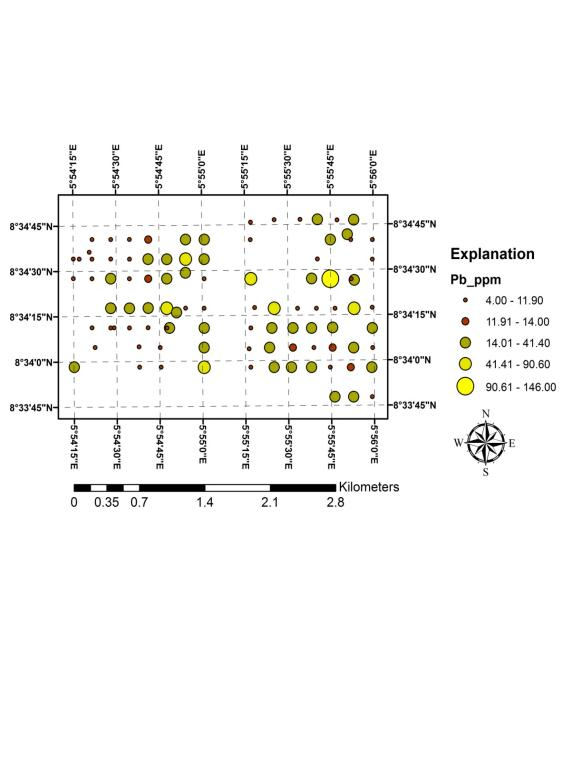 5°54'15"E 5°54'30"E 5°54'45"E 5°55'0"E 5°55'15"E 5°55'30"E 5°55'45"E 5°56'0"E
8°34'45"N 8°34'45"N
8°34'30"N 8°34'30"N
8°34'15"N 8°34'15"N
8°34'0"N 8°34'0"N
8°33'45"N 8°33'45"N
5°54'15"E 5°54'30"E 5°54'45"E 5°55'0"E 5°55'15"E 5°55'30"E 5°55'45"E 5°56'0"E
Kilometers
0 0.35 0.7 1.4 2.1 2.8
Explanation
Pb_ppm
4.00 - 11.90
11.91 - 14.00
14.01 - 41.40
41.41 - 90.60
90.61 - 146.00
N
W E
S